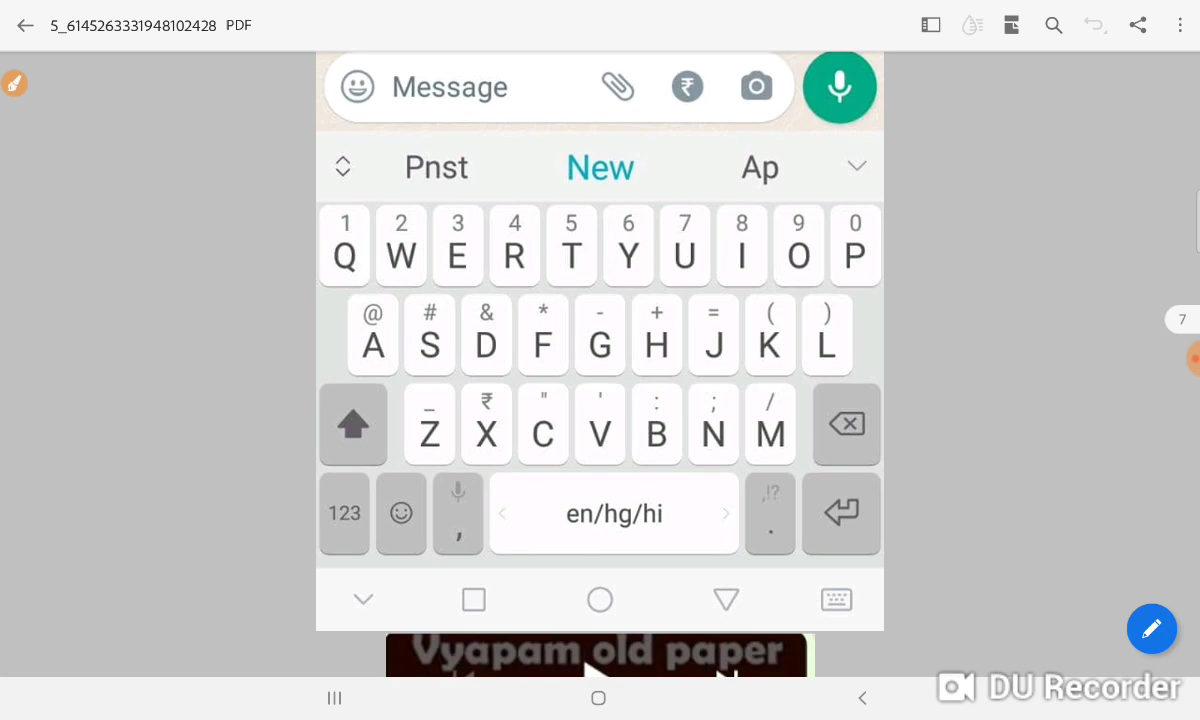 5_6145263331948102428 PDF
Message ₹
Pnst New Ap
1 2 3 4 5 6 7 8 9 0
Q W E R T Y U I O P
@ # & * - + = ( )
A S D F G H J K L
_ ₹ " ' : ; /
Z X C V B N M
,!?
123 , en/hg/hi .
7
Vyapam old paper
DU Recorder